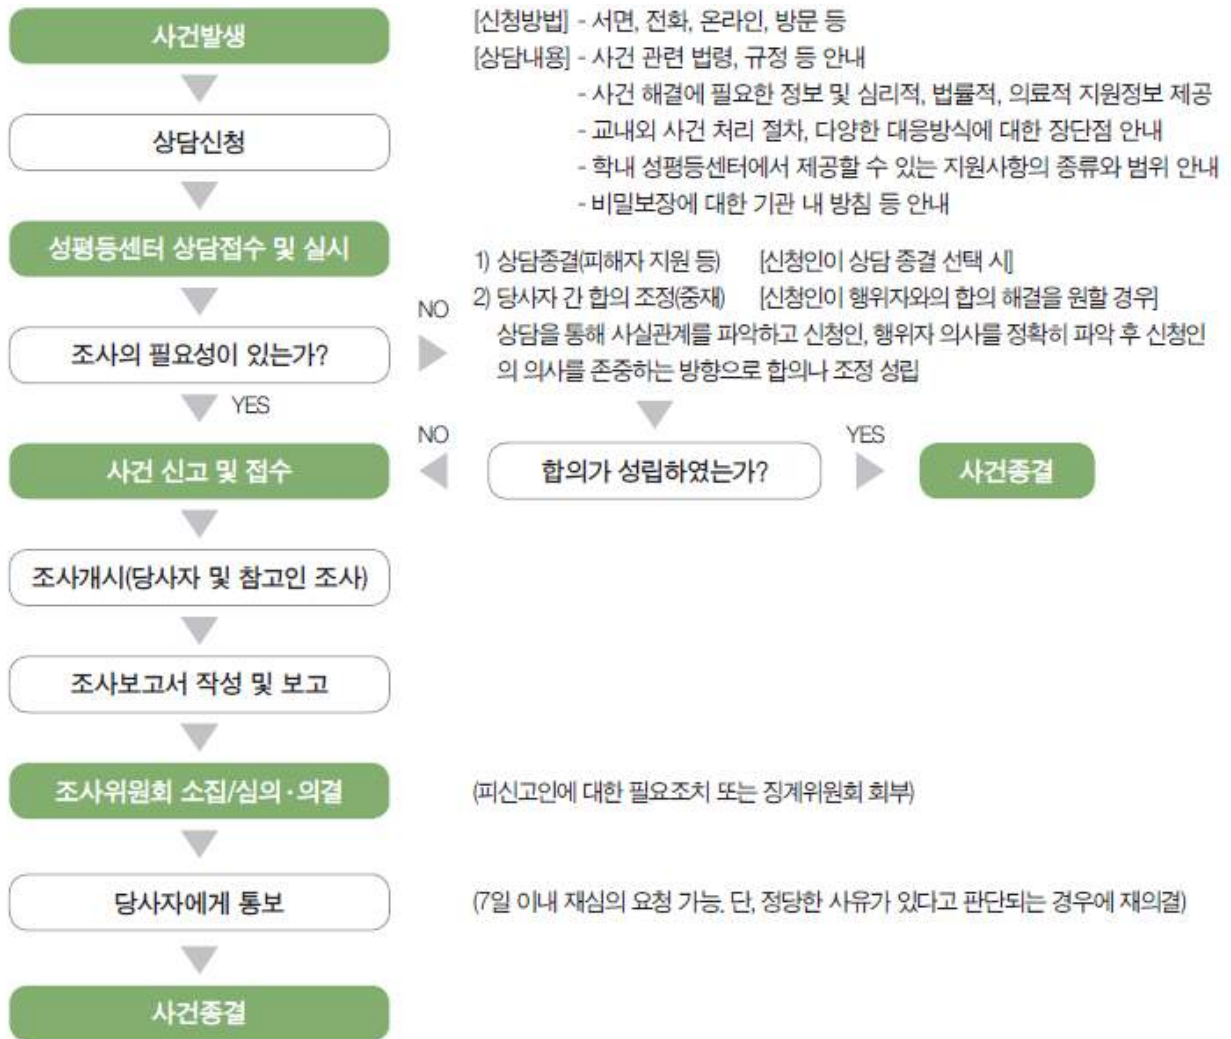 사건발생
[신청방법] - 서면, 전화, 온라인, 방문 등
[상담내용] - 사건 관련 법령, 규정 등 안내
- 사건 해결에 필요한 정보 및 심리적, 법률적, 의료적 지원정보 제공
상담신청
- 교내외 사건 처리 절차, 다양한 대응방식에 대한 장단점 안내
- 학내 성평등센터에서 제공할 수 있는 지원사항의 종류와 범위 안내
- 비밀보장에 대한 기관 내 방침 등 안내
성평등센터 상담접수 및 실시
1) 상담종결(피해자 지원 등) [신청인이 상담 종결 선택 시]
2) 당사자 간 합의 조정(중재) [신청인이 행위자와의 합의 해결을 원할 경우]
상담을 통해 사실관계를 파악하고 신청인, 행위자 의사를 정확히 파악 후 신청인
의 의사를 존중하는 방향으로 합의나 조정 성립
NO
조사의 필요성이 있는가?
YES
사건 신고 및 접수
NO
합의가 성립하였는가?
YES
사건종결
조사개시(당사자 및 참고인 조사)
조사보고서 작성 및 보고
조사위원회 소집/심의·의결
(피신고인에 대한 필요조치 또는 징계위원회 회부)
당사자에게 통보
(7일 이내 재심의 요청 가능. 단, 정당한 사유가 있다고 판단되는 경우에 재의결)
사건종결